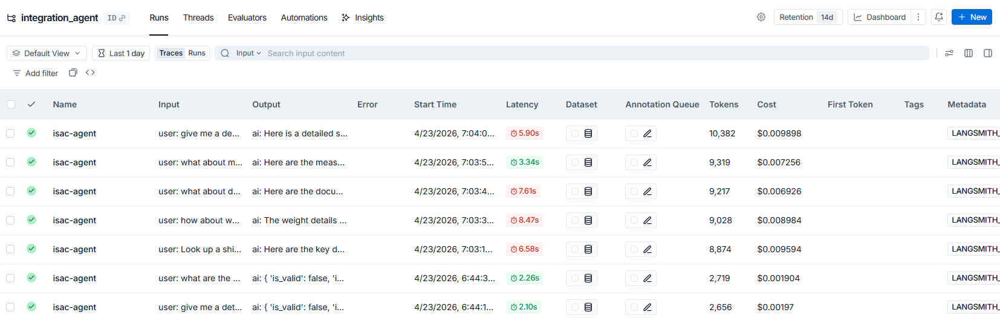 integration_agent ID Runs Threads Evaluators Automations Insights Retention 14d Dashboard New
Default View Last 1 day Traces Runs Input Search input content
Add filter
Name Input Output Error Start Time Latency Dataset Annotation Queue Tokens Cost First Token Tags Metadata
isac-agent user: give me a de... ai: Here is a detailed s... 4/23/2026, 7:04:0... 5.90s 10,382 $0.009898 LANGSMITH_
isac-agent user: what about m... ai: Here are the meas... 4/23/2026, 7:03:5... 3.34s 9,319 $0.007256 LANGSMITH_
isac-agent user: what about d... ai: Here are the docu... 4/23/2026, 7:03:4... 7.61s 9,217 $0.006926 LANGSMITH_
isac-agent user: how about w... ai: The weight details ... 4/23/2026, 7:03:3... 8.47s 9,028 $0.008984 LANGSMITH_
isac-agent user: Look up a shi... ai: Here are the key d... 4/23/2026, 7:03:1... 6.58s 8,874 $0.009594 LANGSMITH_
isac-agent user: what are the ... ai: { 'is_valid': false, 'i... 4/23/2026, 6:44:3... 2.26s 2,719 $0.001904 LANGSMITH_
isac-agent user: give me a det... ai: { 'is_valid': false, 'i... 4/23/2026, 6:44:1... 2.10s 2,656 $0.00197 LANGSMITH_